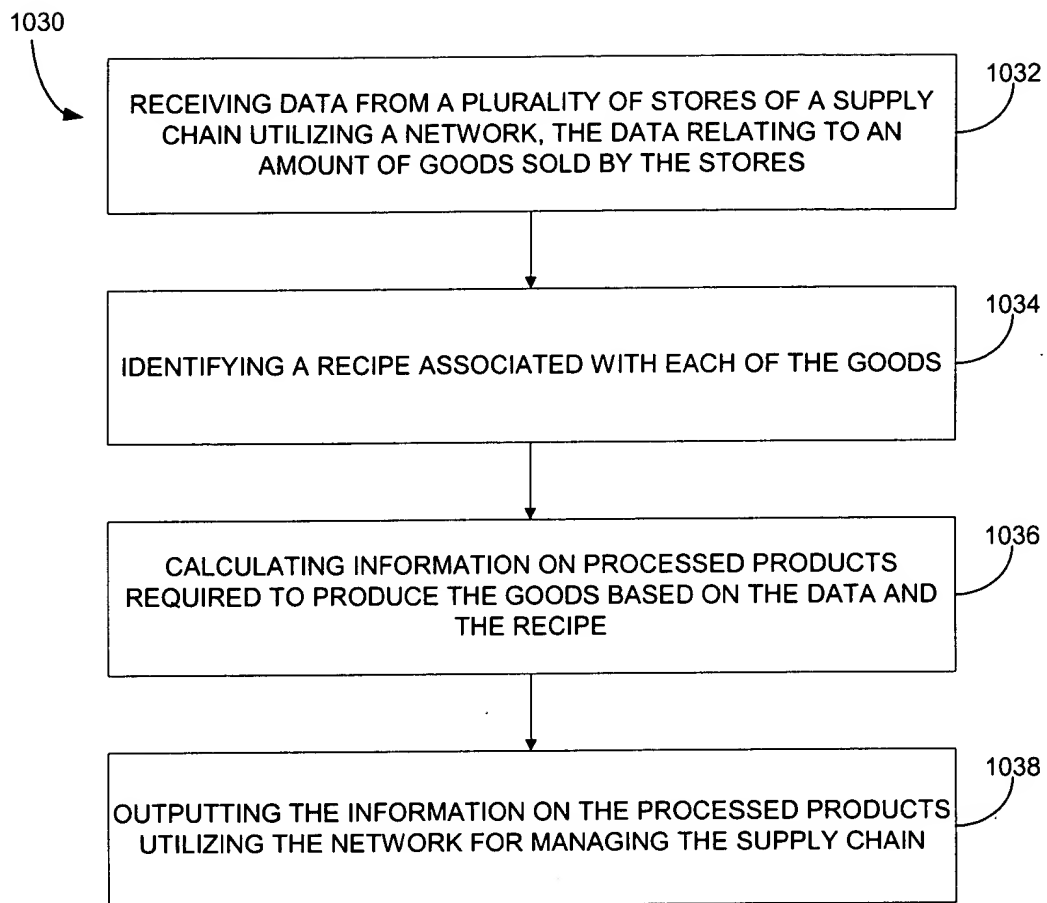 1030
1032
RECEIVING DATA FROM A PLURALITY OF STORES OF A SUPPLY
CHAIN UTILIZING A NETWORK, THE DATA RELATING TO AN
AMOUNT OF GOODS SOLD BY THE STORES
1034
IDENTIFYING A RECIPE ASSOCIATED WITH EACH OF THE GOODS
1036
CALCULATING INFORMATION ON PROCESSED PRODUCTS
REQUIRED TO PRODUCE THE GOODS BASED ON THE DATA AND
THE RECIPE
1038
OUTPUTTING THE INFORMATION ON THE PROCESSED PRODUCTS
UTILIZING THE NETWORK FOR MANAGING THE SUPPLY CHAIN